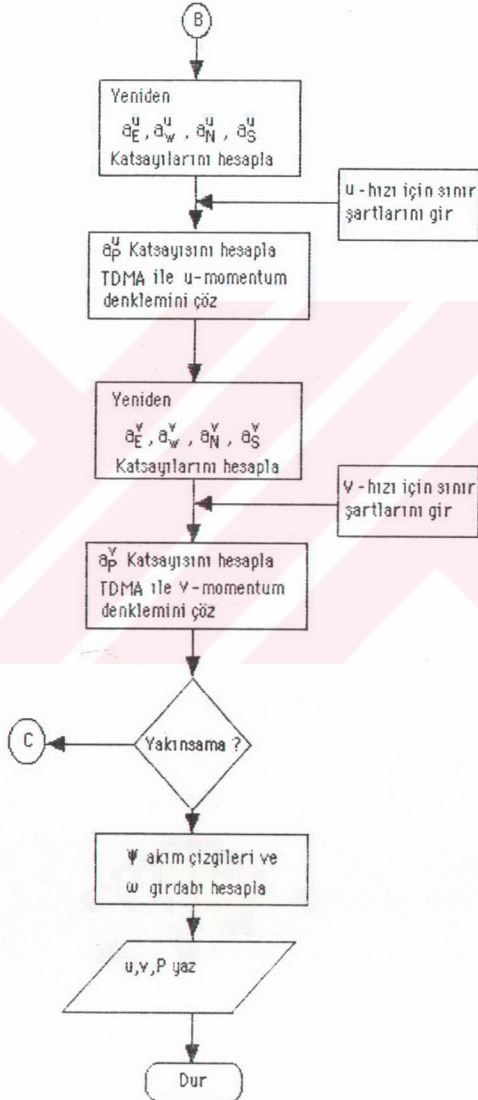 B
Yeniden
a_E^u , a_w^u , a_N^u , a_S^u
Katsayılarını hesapla
u -hızı için sınır
şartlarını gir
a_P^u Katsayısını hesapla
TDMA ile u-momentum
denklemini çöz
Yeniden
a_E^v , a_w^v , a_N^v , a_S^v
Katsayılarını hesapla
v -hızı için sınır
şartlarını gir
a_P^v Katsayısını hesapla
TDMA ile v-momentum
denklemini çöz
C
Yakınsama ?
Ψ akım çizgileri ve
ω girdabı hesapla
u,v,P yaz
Dur